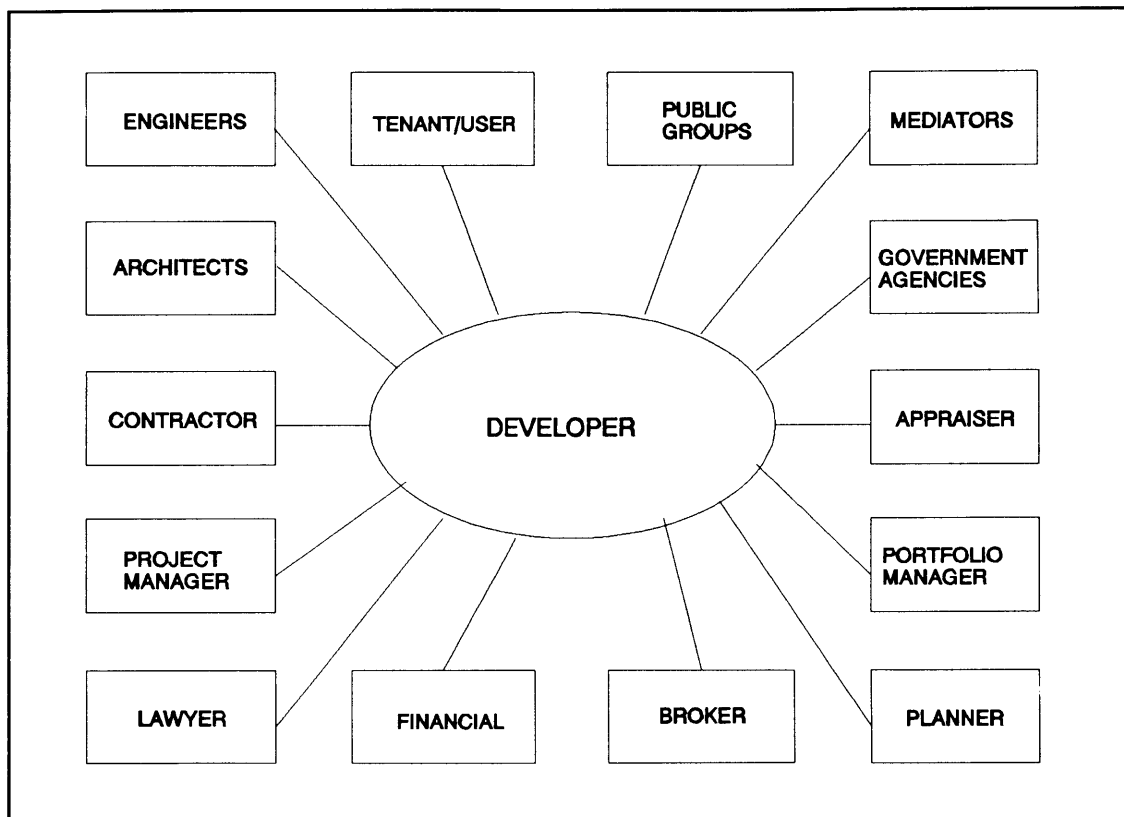 ENGINEERS
TENANT/USER
PUBLIC
GROUPS
MEDIATORS
ARCHITECTS
GOVERNMENT
AGENCIES
CONTRACTOR
DEVELOPER
APPRAISER
PROJECT
MANAGER
PORTFOLIO
MANAGER
LAWYER
FINANCIAL
BROKER
PLANNER